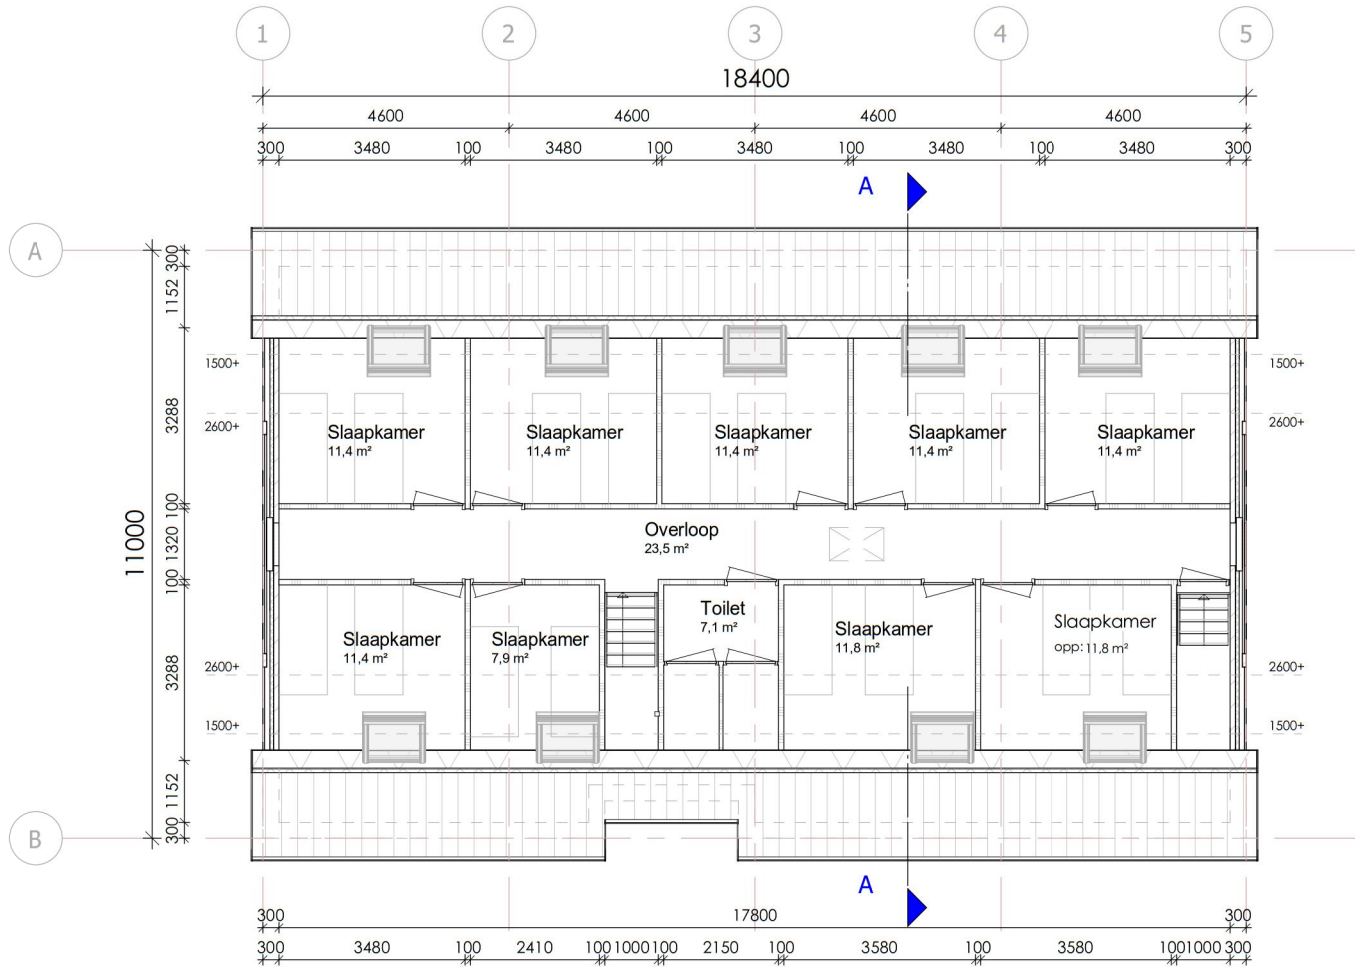 1 2 3 4 5
18400
4600 4600 4600 4600
300 3480 100 3480 100 3480 100 3480 100 3480 300
A
A
300
1152
1500+ 1500+
3288
2600+ 2600+
Slaapkamer Slaapkamer Slaapkamer Slaapkamer Slaapkamer
11,4 m² 11,4 m² 11,4 m² 11,4 m² 11,4 m²
100
11000
1320
Overloop
23,5 m²
100
Toilet
7,1 m²
Slaapkamer
11,4 m²
Slaapkamer
7,9 m²
Slaapkamer
11,8 m²
Slaapkamer
opp: 11,8 m²
3288
2600+ 2600+
1500+ 1500+
1152
300
B
A
300 17800 300
300 3480 100 2410 100 1000 100 2150 100 3580 100 3580 100 1000 300